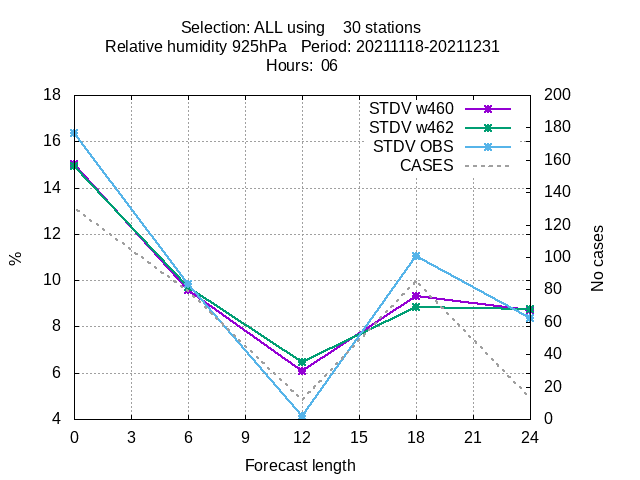 Selection: ALL using    30 stations
Relative humidity 925hPa   Period: 20211118-20211231
Hours: 06
18
16
14
12
10
8
6
4
%
200
180
160
140
120
100
80
60
40
20
0
No cases
STDV w460
STDV w462
STDV OBS
CASES
0 3 6 9 12 15 18 21 24
Forecast length